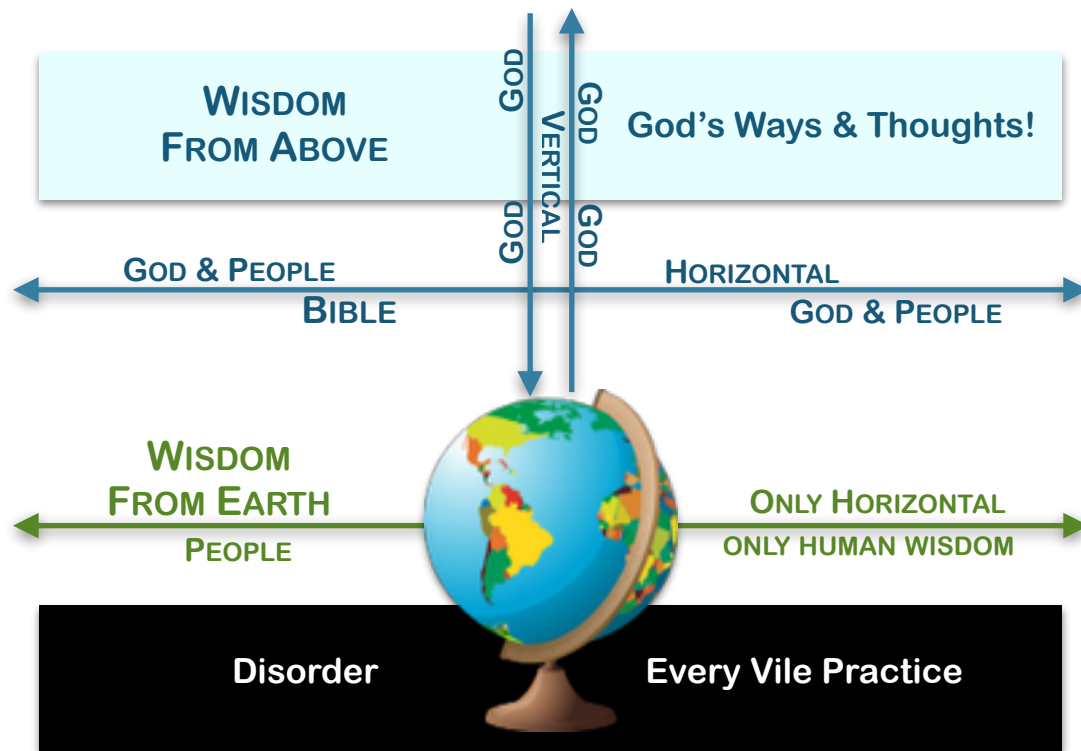 WISDOM
FROM ABOVE
GOD
GOD
VERTICAL
GOD
GOD
God's Ways & Thoughts!
GOD & PEOPLE
HORIZONTAL
BIBLE
GOD & PEOPLE
WISDOM
FROM EARTH
PEOPLE
ONLY HORIZONTAL
ONLY HUMAN WISDOM
Disorder
Every Vile Practice